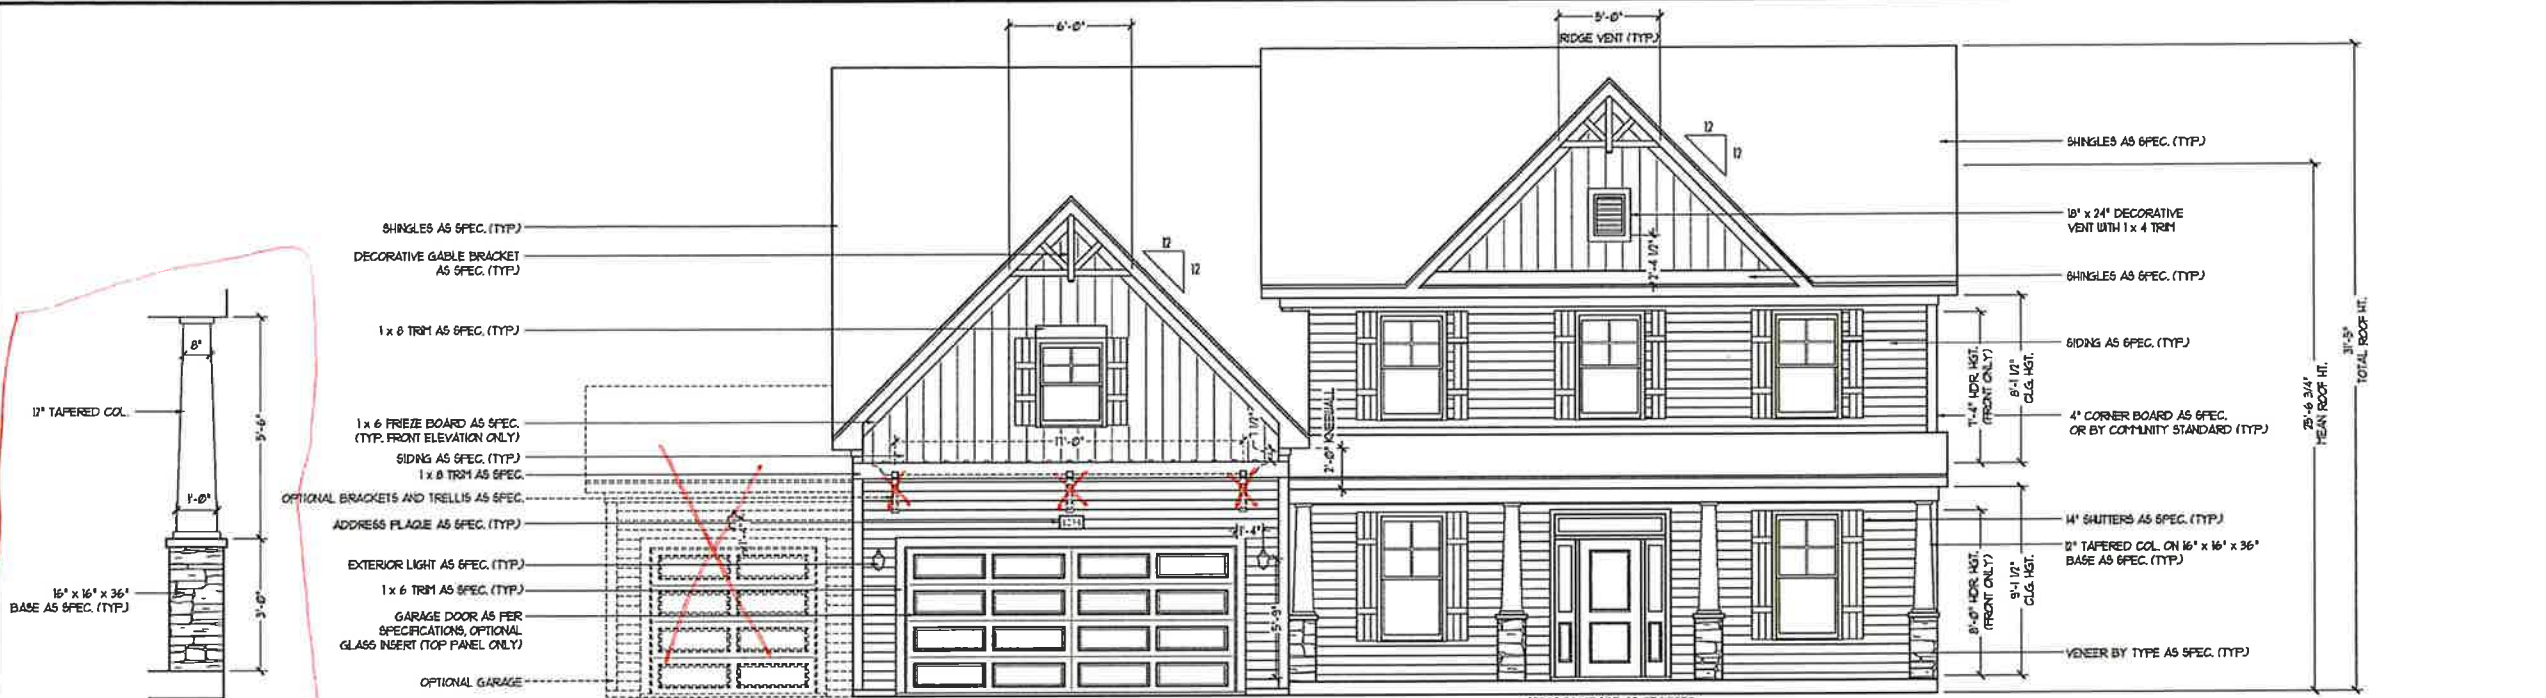 6'-0"
5'-0"
RIDGE VENT (TYP.)
12
12
SHINGLES AS SPEC. (TYP.)
18" x 24" DECORATIVE
VENT WITH 1 x 4 TRIM
2'-4 1/2"
SHINGLES AS SPEC. (TYP.)
SIDING AS SPEC. (TYP.)
4" CORNER BOARD AS SPEC.
OR BY COMMUNITY STANDARD (TYP.)
14" SHUTTERS AS SPEC. (TYP.)
12" TAPERED COL. ON 16" x 16" x 36"
BASE AS SPEC. (TYP.)
VENEER BY TYPE AS SPEC. (TYP.)
7'-4" HDR. HGT.
(FRONT ONLY)
8'-1 1/2"
CLG. HGT.
8'-0" HDR. HGT.
(FRONT ONLY)
9'-1 1/2"
CLG. HGT.
25'-6 3/4"
MEAN ROOF HT.
31'-5"
TOTAL ROOF HT.
SHINGLES AS SPEC. (TYP.)
DECORATIVE GABLE BRACKET
AS SPEC. (TYP.)
12
12
1 x 8 TRIM AS SPEC. (TYP.)
1 x 6 FRIEZE BOARD AS SPEC.
(TYP. FRONT ELEVATION ONLY)
SIDING AS SPEC. (TYP.)
1 x 8 TRIM AS SPEC.
OPTIONAL BRACKETS AND TRELLIS AS SPEC.
ADDRESS PLAQUE AS SPEC. (TYP.)
EXTERIOR LIGHT AS SPEC. (TYP.)
1 x 6 TRIM AS SPEC. (TYP.)
GARAGE DOOR AS PER
SPECIFICATIONS, OPTIONAL
GLASS INSERT (TOP PANEL ONLY)
OPTIONAL GARAGE
11'-0"
2'-0" KNEEWALL
1'-4"
5'-9"
8"
12" TAPERED COL.
5'-6"
1'-0"
16" x 16" x 36"
BASE AS SPEC. (TYP.)
3'-0"